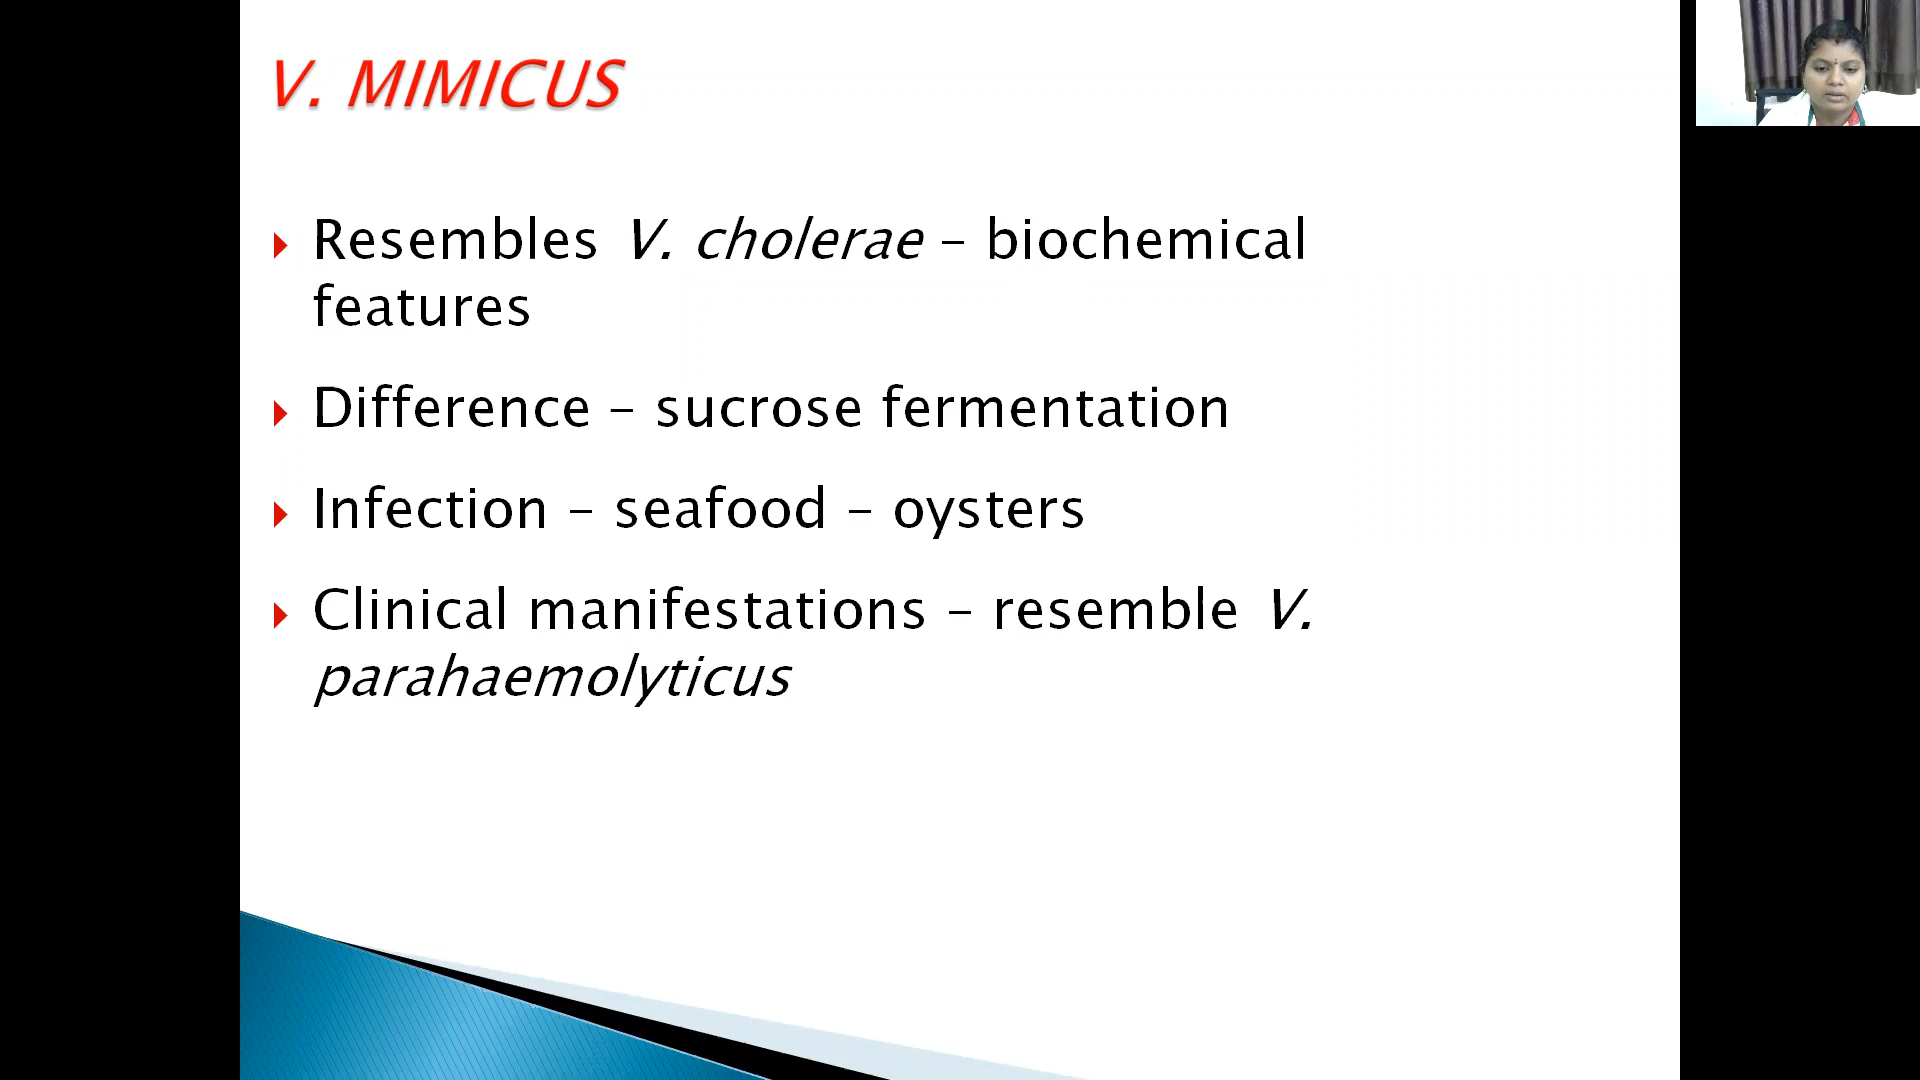 V. MIMICUS
Resembles V. cholerae – biochemical
features
Difference – sucrose fermentation
Infection – seafood – oysters
Clinical manifestations – resemble V.
parahaemolyticus